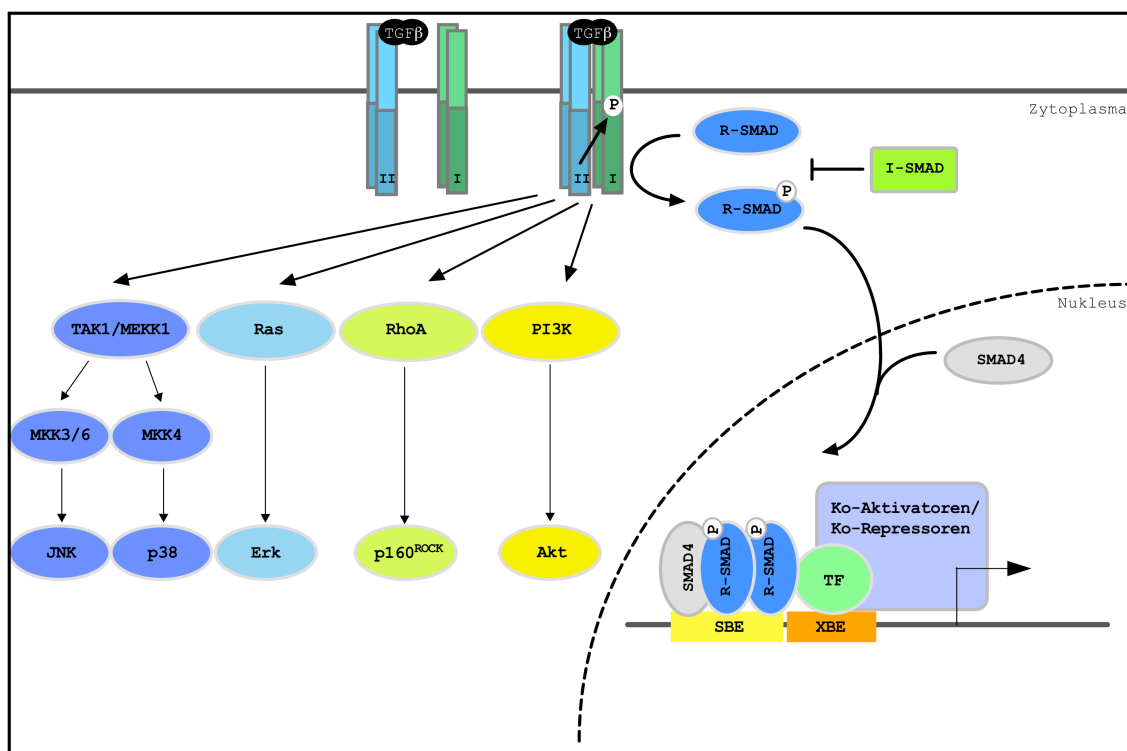 TGFβ
TGFβ
P
II
I
II
I
Zytoplasma
R-SMAD
I-SMAD
P
R-SMAD
Nukleus
TAK1/MEKK1
Ras
RhoA
PI3K
SMAD4
MKK3/6
MKK4
JNK
p38
Erk
p160ROCK
Akt
Ko-Aktivatoren/
Ko-Repressoren
SMAD4
P
R-SMAD
P
R-SMAD
TF
SBE
XBE